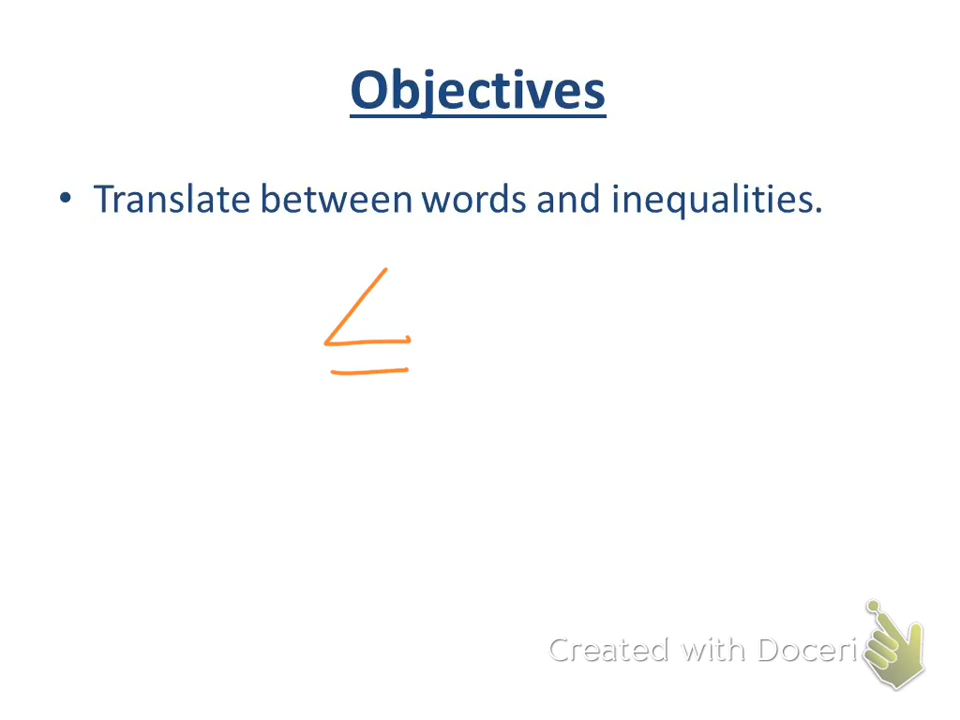 Objectives
• Translate between words and inequalities.
≤
Created with Doceri